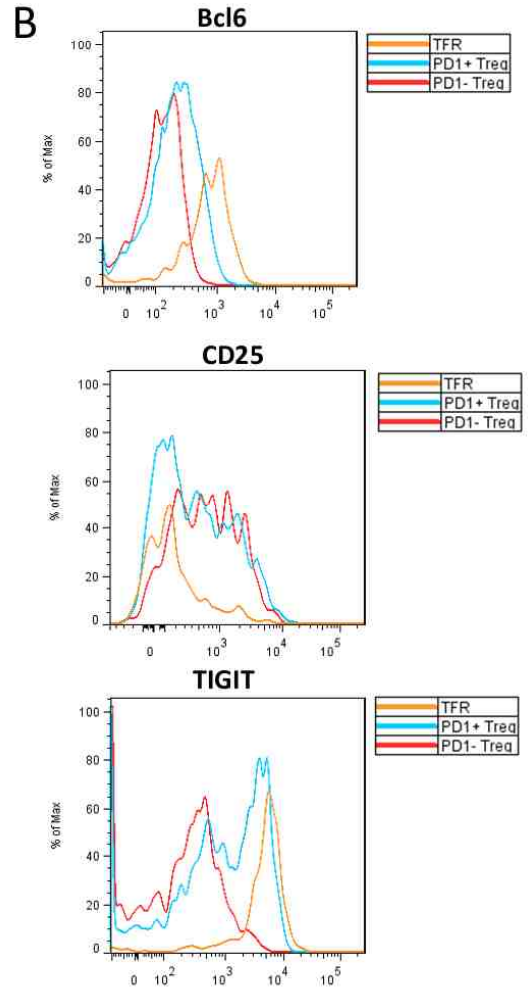 B
Bcl6
TFR
PD1+ Treg
PD1- Treg
% of Max
100
80
60
40
20
0
0 10² 10³ 10⁴ 10⁵
CD25
TFR
PD1+ Treg
PD1- Treg
% of Max
100
80
60
40
20
0
0 10³ 10⁴ 10⁵
TIGIT
TFR
PD1+ Treg
PD1- Treg
% of Max
100
80
60
40
20
0
0 10² 10³ 10⁴ 10⁵